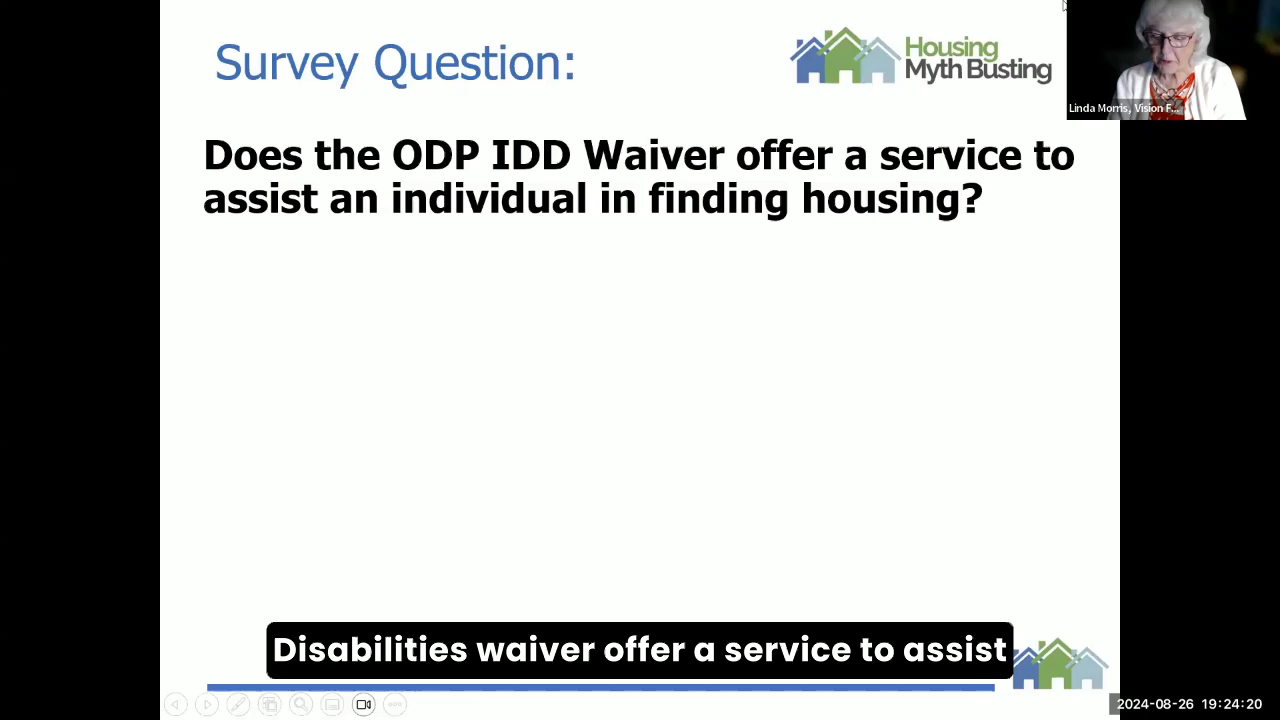 Survey Question:
Housing
Myth Busting
Linda Morris, Vision F...
Does the ODP IDD Waiver offer a service to
assist an individual in finding housing?
Disabilities waiver offer a service to assist
2024-08-26 19:24:20